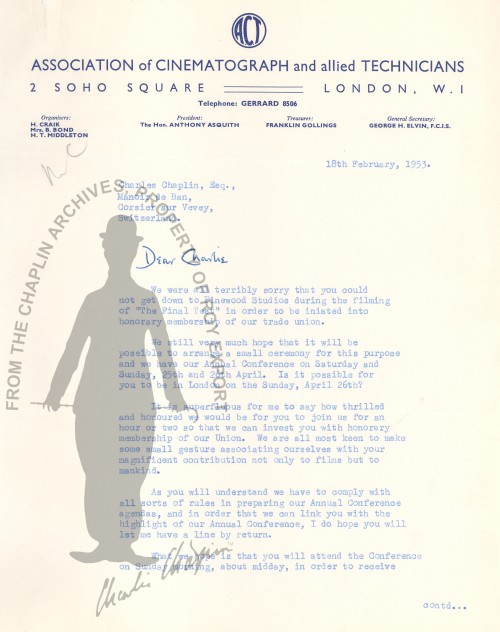 ACT
ASSOCIATION of CINEMATOGRAPH and allied TECHNICIANS
2 SOHO SQUARE LONDON, W.1
Telephone: GERRARD 8506
Organisers:
H. CRAIK
Mrs. B. BOND
H. T. MIDDLETON
President:
The Hon. ANTHONY ASQUITH
Treasurer:
FRANKLIN GOLLINGS
General Secretary:
GEORGE H. ELVIN, F.C.I.S.
18th February, 1953.
Charles Chaplin, Esq.,
Manoir de Ban,
Corsier sur Vevey,
Switzerland.
Dear Charlie
We were all terribly sorry that you could
not get down to Pinewood Studios during the filming
of "The Final Test" in order to be iniated into
honorary membership of our trade union.
We still very much hope that it will be
possible to arrange a small ceremony for this purpose
and we have our Annual Conference on Saturday and
Sunday, 25th and 26th April. Is it possible for
you to be in London on the Sunday, April 26th?
It is superfluous for me to say how thrilled
and honoured we would be for you to join us for an
hour or two so that we can invest you with honorary
membership of our Union. We are all most keen to make
some small gesture associating ourselves with your
magnificent contribution not only to films but to
mankind.
As you will understand we have to comply with
all sorts of rules in preparing our Annual Conference
agendas, and in order that we can link you with the
highlight of our Annual Conference, I do hope you will
let me have a line by return.
What we hope is that you will attend the Conference
on Sunday morning, about midday, in order to receive
contd...
FROM THE CHAPLIN ARCHIVES, PROPERTY OF ROY EXPORT
Charlie Chaplin